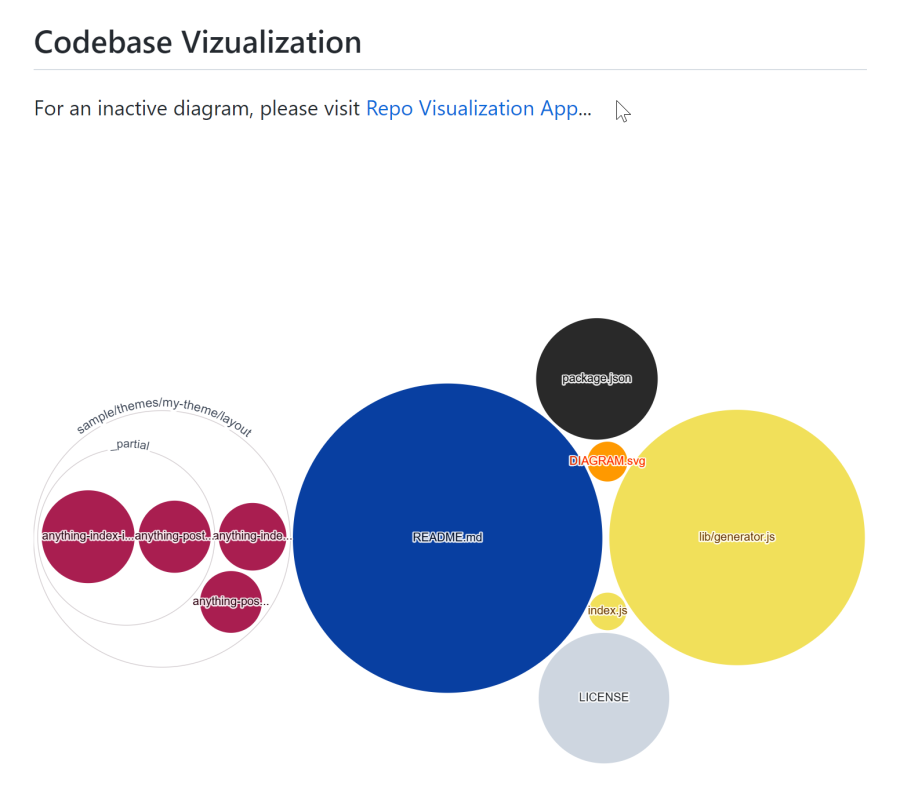 Codebase Vizualization
For an inactive diagram, please visit Repo Visualization App...
package.json
sample/themes/my-theme/layout
_partial
DIAGRAM.svg
anything-index-i...
anything-post...
anything-inde...
README.md
lib/generator.js
anything-pos...
index.js
LICENSE